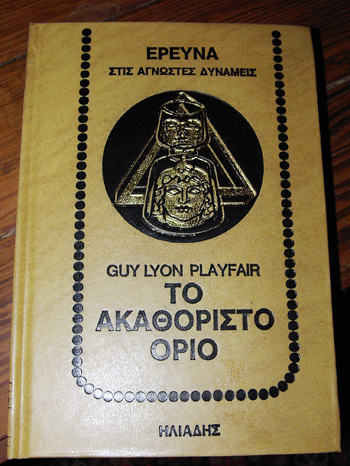 ΕΡΕΥΝΑ
ΣΤΙΣ ΑΓΝΩΣΤΕΣ ΔΥΝΑΜΕΙΣ
GUY LYON PLAYFAIR
ΤΟ
ΑΚΑΘΟΡΙΣΤΟ
ΟΡΙΟ
ΗΛΙΑΔΗΣ